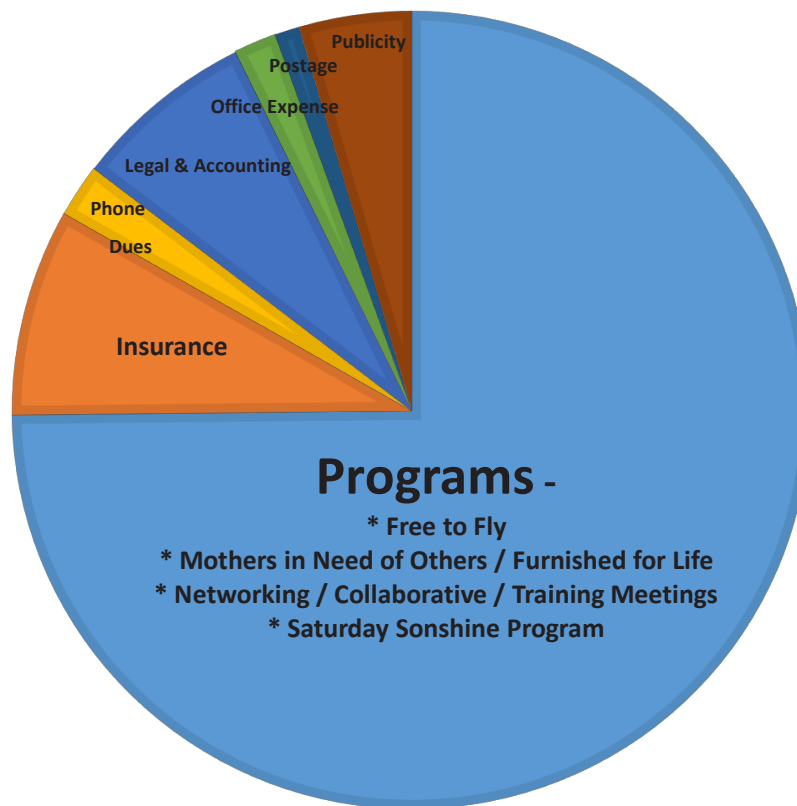 Publicity
Postage
Office Expense
Legal & Accounting
Phone
Dues
Insurance
Programs -
* Free to Fly
* Mothers in Need of Others / Furnished for Life
* Networking / Collaborative / Training Meetings
* Saturday Sonshine Program